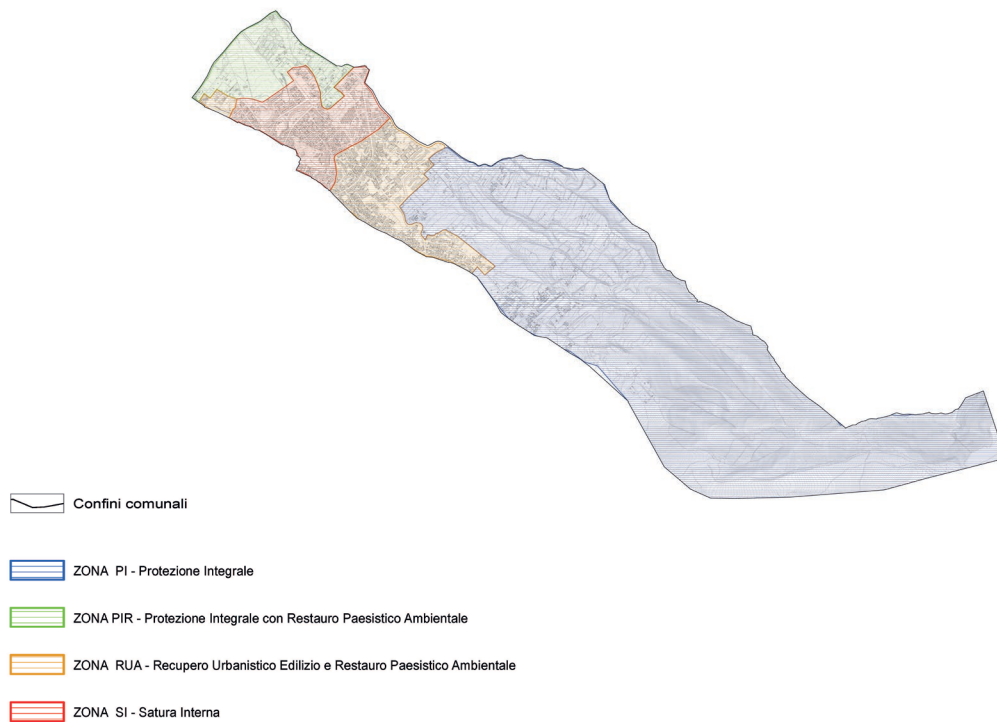 Confini comunali
ZONA PI - Protezione Integrale
ZONA PIR - Protezione Integrale con Restauro Paesistico Ambientale
ZONA RUA - Recupero Urbanistico Edilizio e Restauro Paesistico Ambientale
ZONA SI - Satura Interna